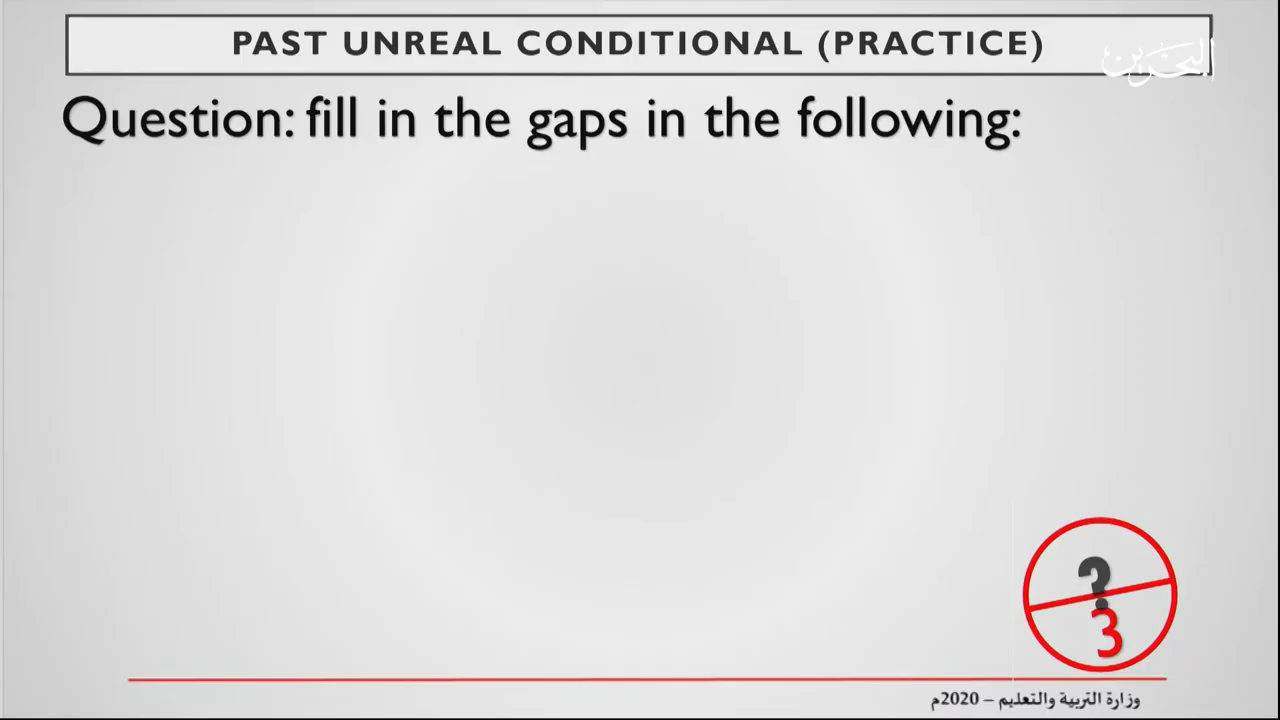 PAST UNREAL CONDITIONAL (PRACTICE)
البحرين
Question: fill in the gaps in the following:
?
3
وزارة التربية والتعليم – 2020م